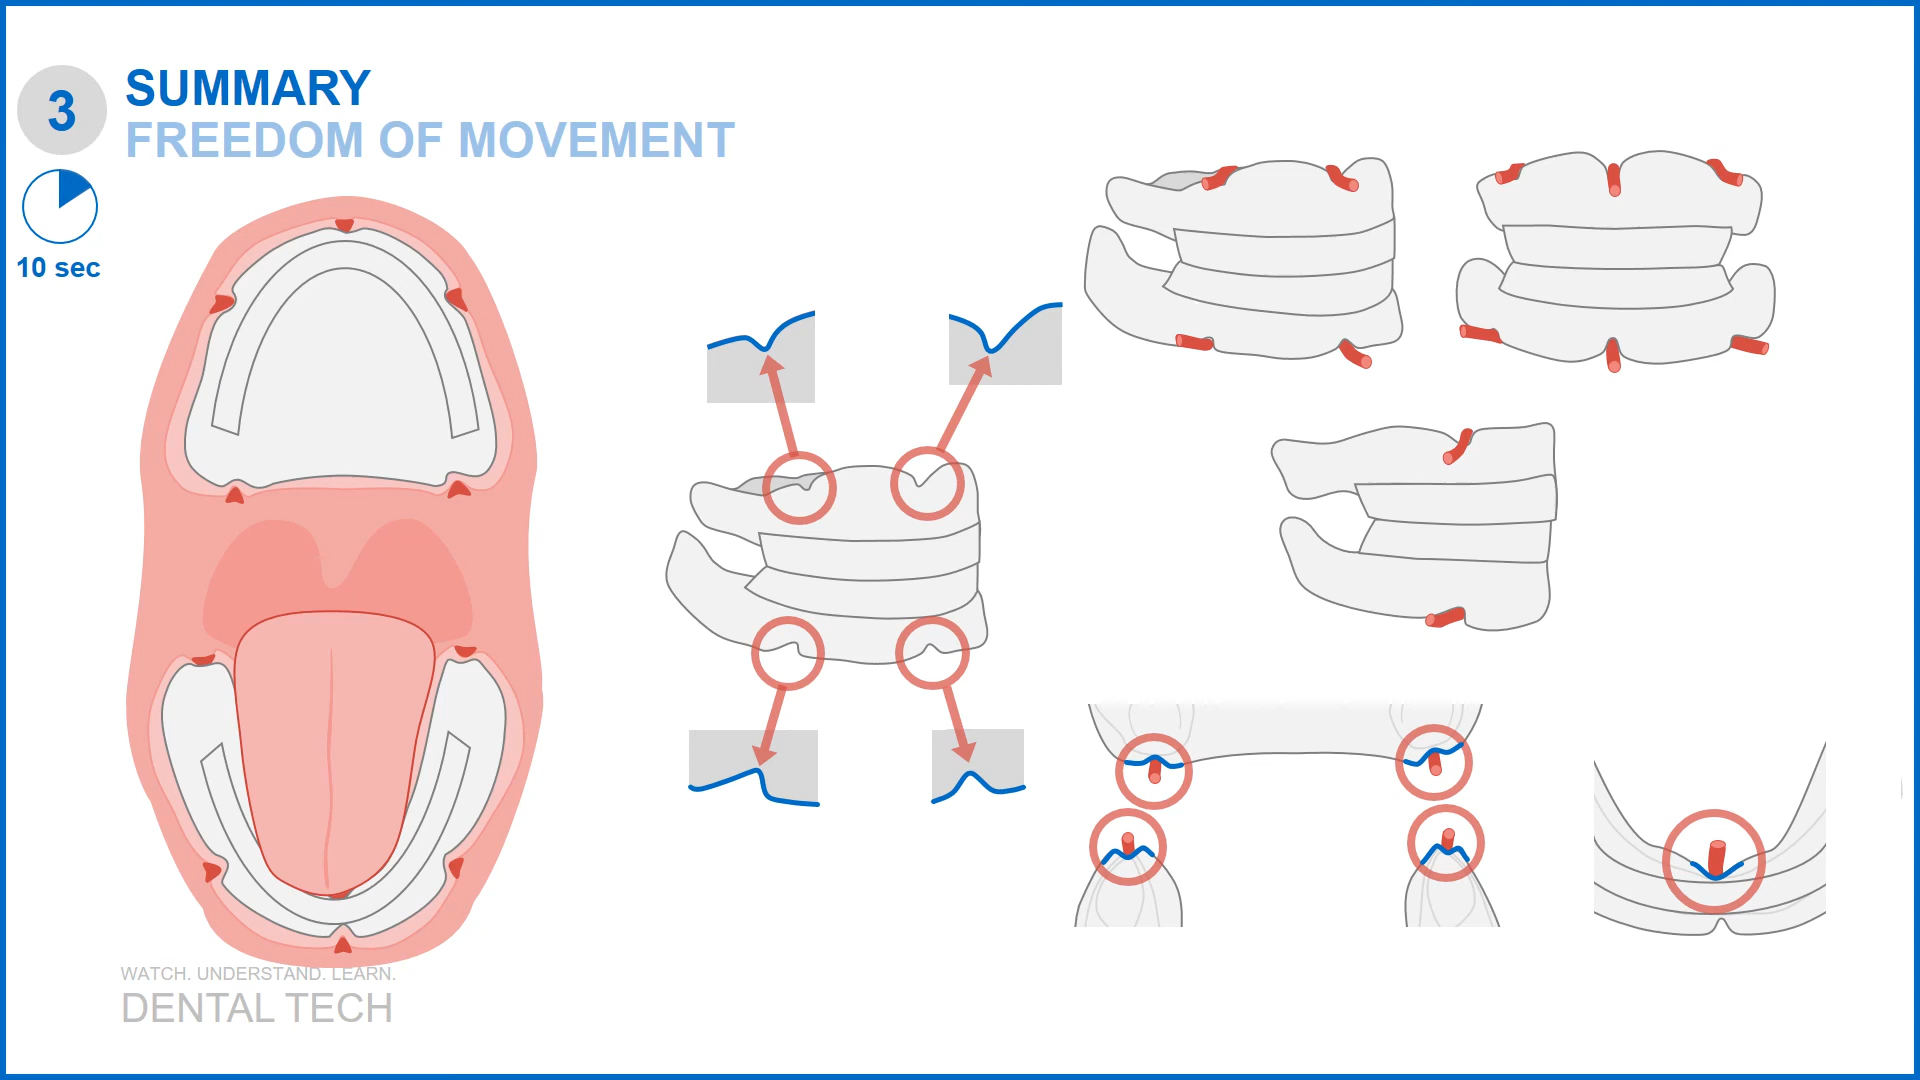 3
SUMMARY
FREEDOM OF MOVEMENT
10 sec
WATCH. UNDERSTAND. LEARN.
DENTAL TECH